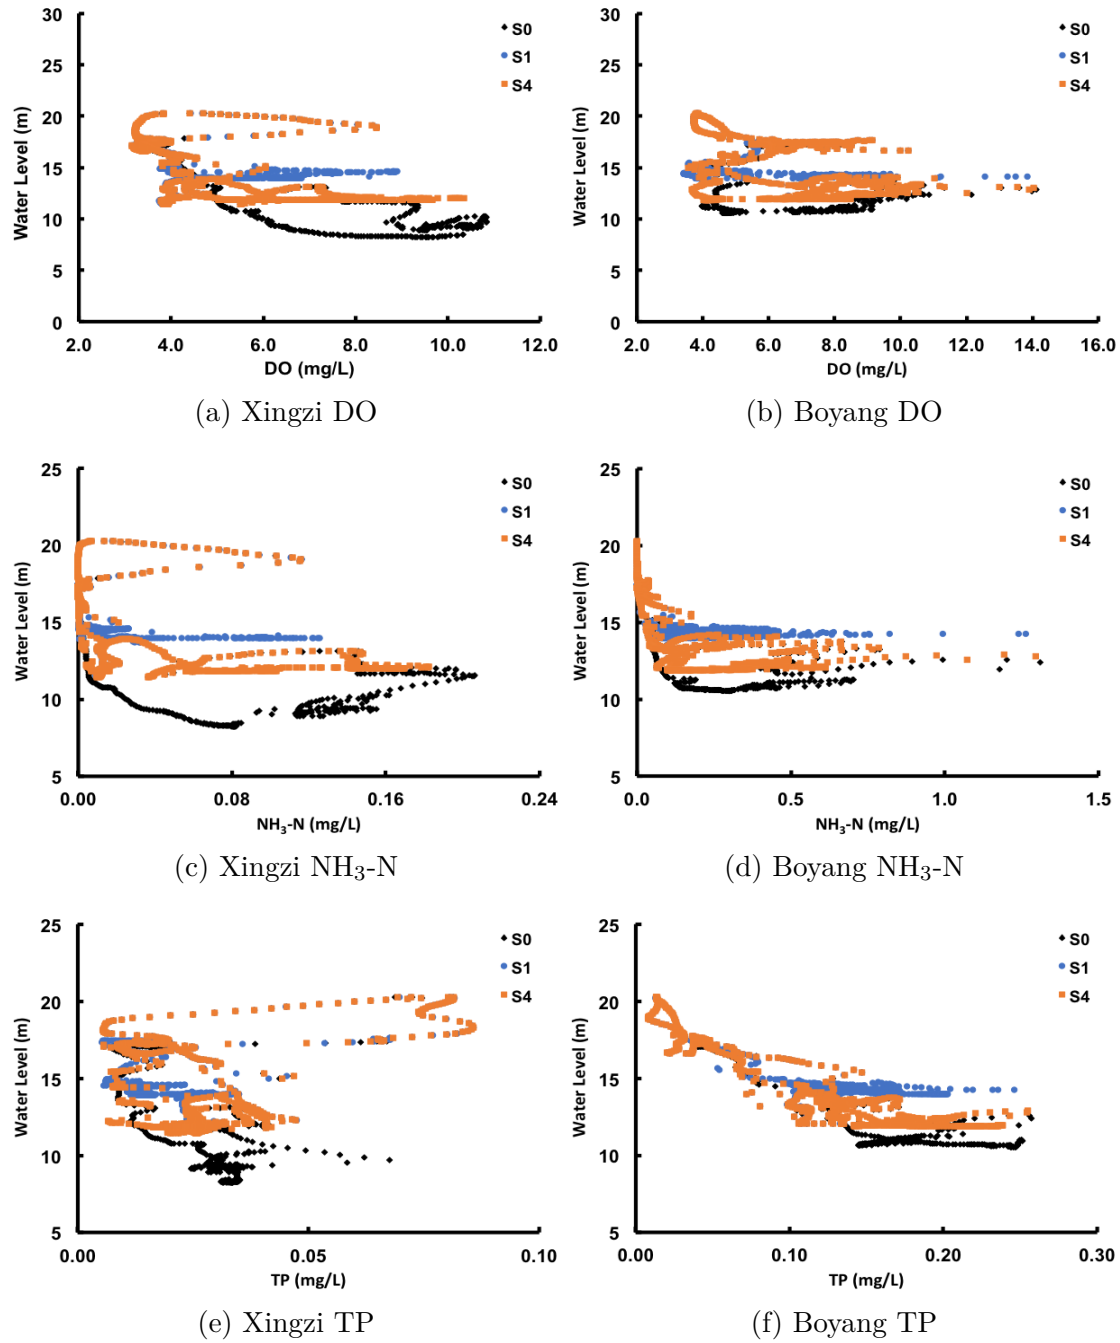 30
25
20
15
10
5
0
Water Level (m)
2.0 4.0 6.0 8.0 10.0 12.0
DO (mg/L)
S0
S1
S4
(a) Xingzi DO
30
25
20
15
10
5
0
Water Level (m)
2.0 4.0 6.0 8.0 10.0 12.0 14.0 16.0
DO (mg/L)
S0
S1
S4
(b) Boyang DO
25
20
15
10
5
Water Level (m)
0.00 0.08 0.16 0.24
NH₃-N (mg/L)
S0
S1
S4
(c) Xingzi NH₃-N
25
20
15
10
5
Water Level (m)
0.0 0.5 1.0 1.5
NH₃-N (mg/L)
S0
S1
S4
(d) Boyang NH₃-N
25
20
15
10
5
Water Level (m)
0.00 0.05 0.10
TP (mg/L)
S0
S1
S4
(e) Xingzi TP
25
20
15
10
5
Water Level (m)
0.00 0.10 0.20 0.30
TP (mg/L)
S0
S1
S4
(f) Boyang TP